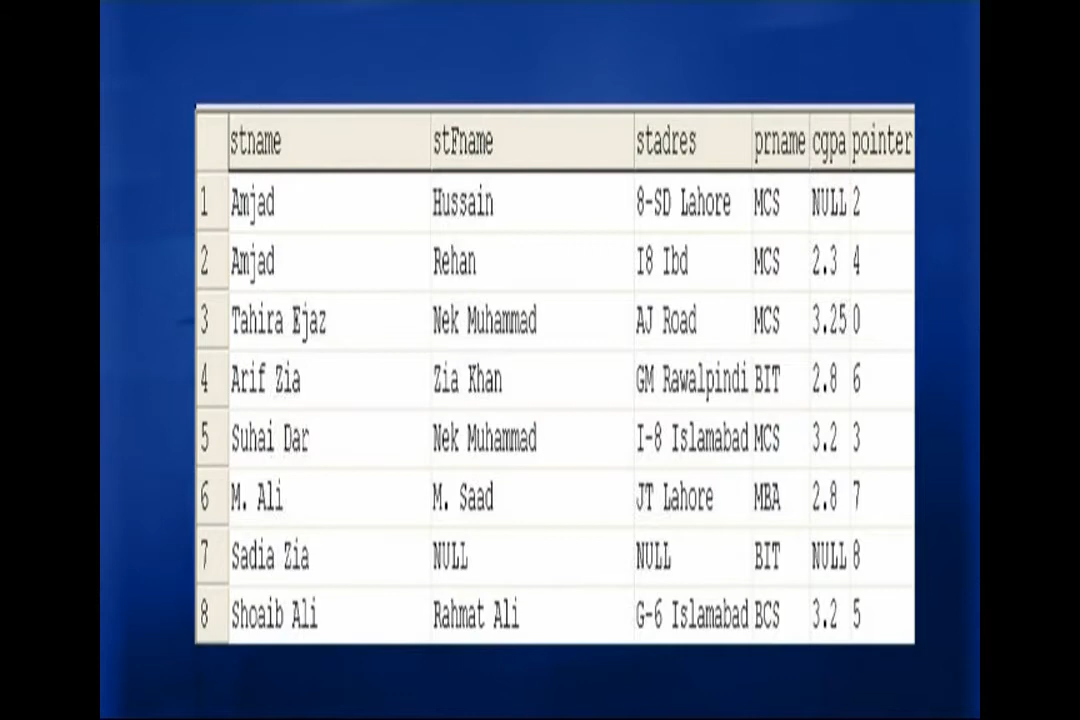 stname stFname stadres prname cgpa pointer
1 Amjad Hussain 8-SD Lahore MCS NULL 2
2 Amjad Rehan I8 Ibd MCS 2.3 4
3 Tahira Ejaz Nek Muhammad AJ Road MCS 3.25 0
4 Arif Zia Zia Khan GM Rawalpindi BIT 2.8 6
5 Suhai Dar Nek Muhammad I-8 Islamabad MCS 3.2 3
6 M. Ali M. Saad JT Lahore MBA 2.8 7
7 Sadia Zia NULL NULL BIT NULL 8
8 Shoaib Ali Rahmat Ali G-6 Islamabad BCS 3.2 5